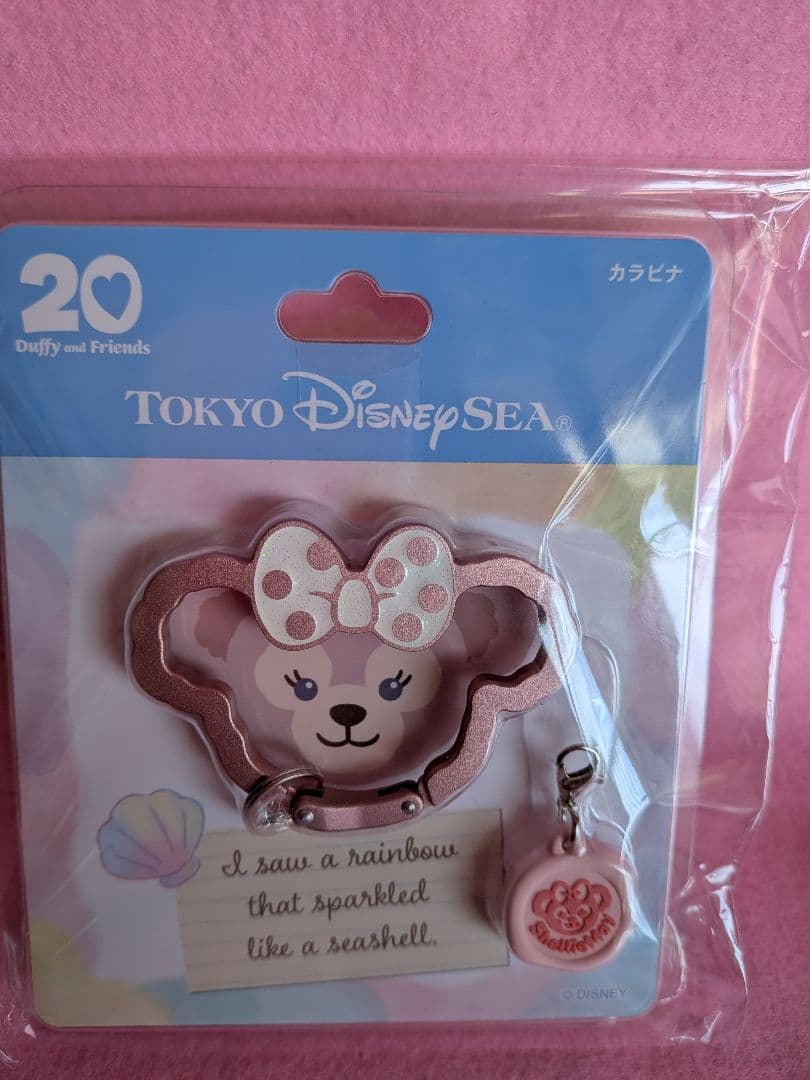 20
Duffy and Friends
カラビナ
TOKYO DISNEYSEA®
I saw a rainbow
that sparkled
like a seashell.
ShellieMay
© DISNEY